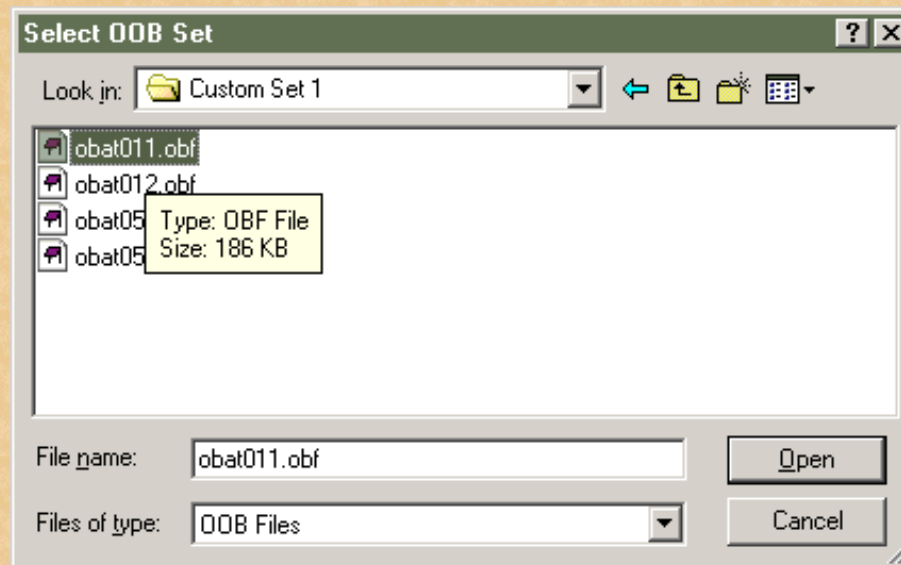 Select OOB Set
Look in: Custom Set 1
obat011.obf
obat012.obf
obat05
obat05
Type: OBF File
Size: 186 KB
File name: obat011.obf
Open
Files of type: OOB Files
Cancel